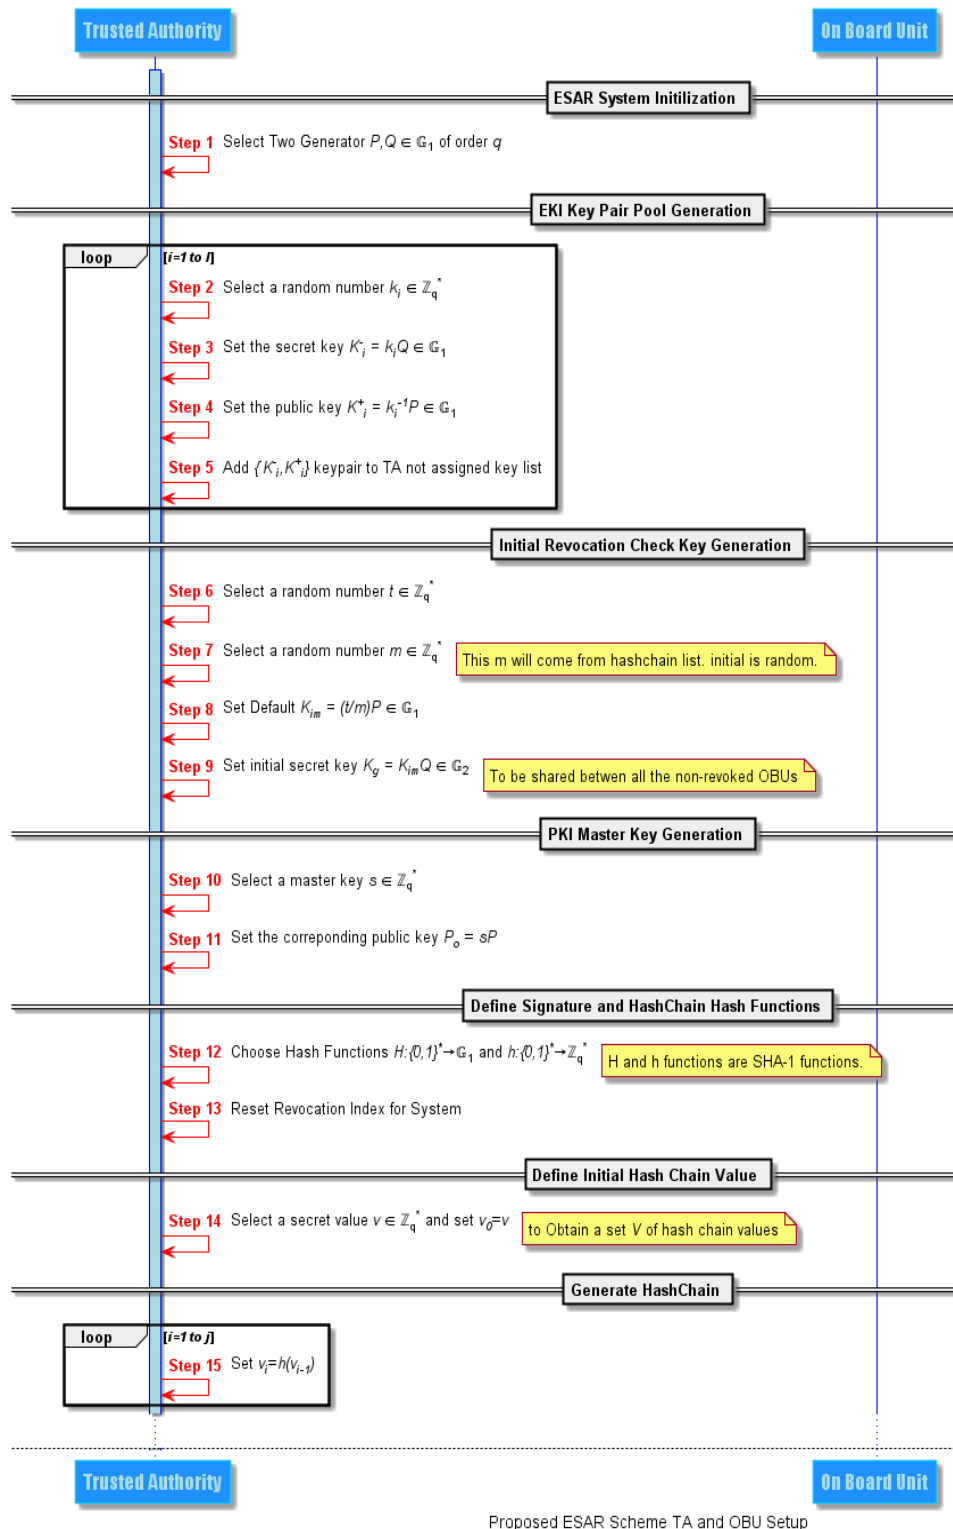 Trusted Authority
On Board Unit
ESAR System Initilization
Step 1 Select Two Generator P,Q ∈ 𝔾₁ of order q
EKI Key Pair Pool Generation
loop [i=1 to l]
Step 2 Select a random number kᵢ ∈ ℤ_q^*
Step 3 Set the secret key K⁻ᵢ = kᵢQ ∈ 𝔾₁
Step 4 Set the public key K⁺ᵢ = kᵢ⁻¹P ∈ 𝔾₁
Step 5 Add {K⁻ᵢ,K⁺ᵢ} keypair to TA not assigned key list
Initial Revocation Check Key Generation
Step 6 Select a random number t ∈ ℤ_q^*
Step 7 Select a random number m ∈ ℤ_q^*
This m will come from hashchain list. initial is random.
Step 8 Set Default K_im = (t/m)P ∈ 𝔾₁
Step 9 Set initial secret key K_g = K_imQ ∈ 𝔾₂
To be shared betwen all the non-revoked OBUs
PKI Master Key Generation
Step 10 Select a master key s ∈ ℤ_q^*
Step 11 Set the correponding public key Pₒ = sP
Define Signature and HashChain Hash Functions
Step 12 Choose Hash Functions H:{0,1}^*→𝔾₁ and h:{0,1}^*→ℤ_q^*
H and h functions are SHA-1 functions.
Step 13 Reset Revocation Index for System
Define Initial Hash Chain Value
Step 14 Select a secret value v ∈ ℤ_q^* and set v₀=v
to Obtain a set V of hash chain values
Generate HashChain
loop [i=1 to j]
Step 15 Set vᵢ=h(vᵢ₋₁)
Trusted Authority
On Board Unit
Proposed ESAR Scheme TA and OBU Setup